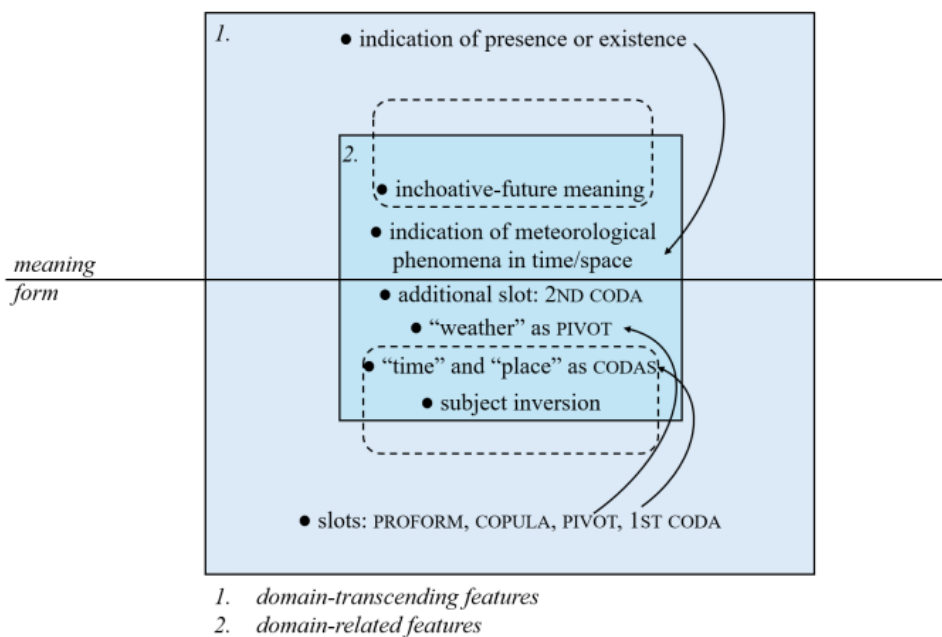 1.
● indication of presence or existence
2.
● inchoative-future meaning
● indication of meteorological
phenomena in time/space
meaning
form
● additional slot: 2ND CODA
● “weather” as PIVOT
● “time” and “place” as CODAS
● subject inversion
● slots: PROFORM, COPULA, PIVOT, 1ST CODA
1. domain-transcending features
2. domain-related features